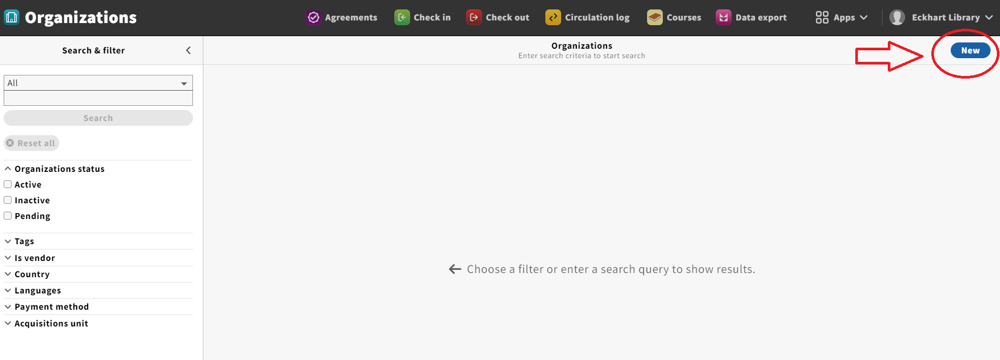 Organizations
Agreements
Check in
Check out
Circulation log
Courses
Data export
Apps
Eckhart Library
Search & filter
Organizations
Enter search criteria to start search
New
All
Search
Reset all
Organizations status
Active
Inactive
Pending
Tags
Is vendor
Country
Languages
Payment method
Acquisitions unit
Choose a filter or enter a search query to show results.